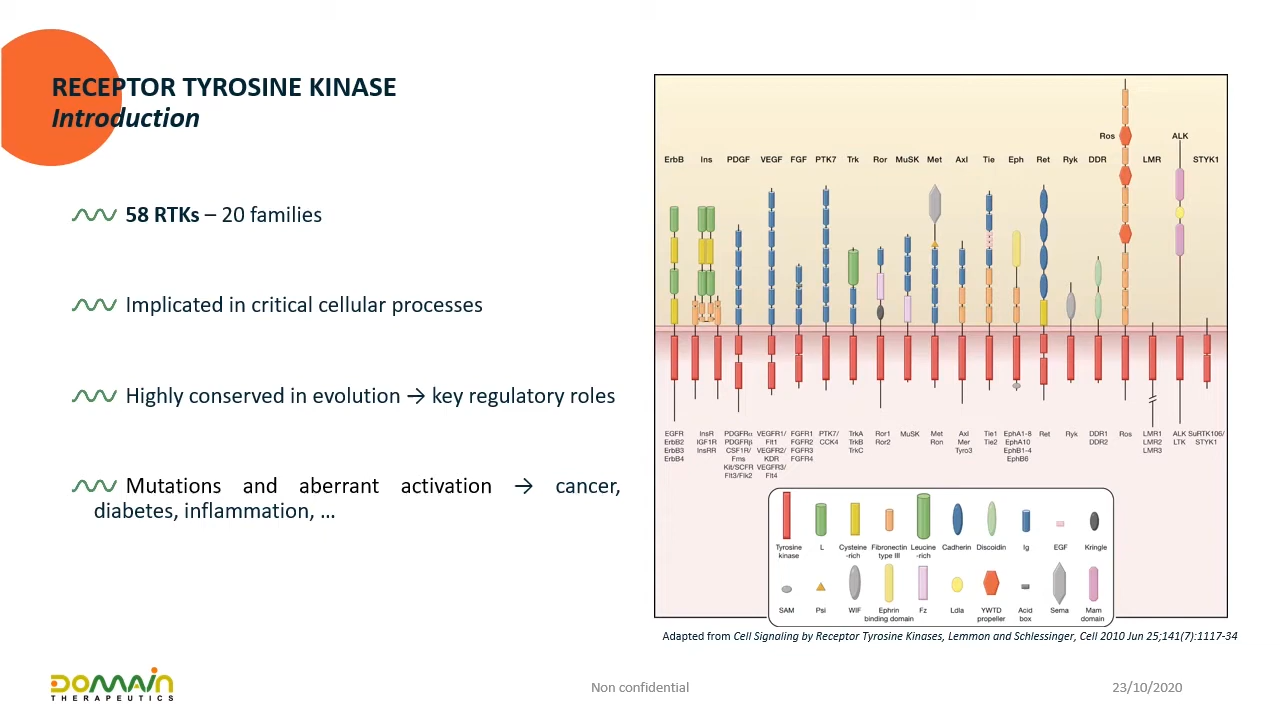 RECEPTOR TYROSINE KINASE
Introduction
58 RTKs – 20 families
Implicated in critical cellular processes
Highly conserved in evolution → key regulatory roles
Mutations and aberrant activation → cancer,
diabetes, inflammation, …
Ros ALK
ErbB Ins PDGF VEGF FGF PTK7 Trk Ror MuSK Met Axl Tie Eph Ret Ryk DDR LMR STYK1
EGFR InsR PDGFRα VEGFR1/ FGFR1 PTK7/ TrkA Ror1 MuSK Met Axl Tie1 EphA1-8 Ret Ryk DDR1 Ros LMR1 ALK SuRTK106/
ErbB2 IGF1R PDGFRβ Flt1 FGFR2 CCK4 TrkB Ror2 Ron Mer Tie2 EphA10 DDR2 LMR2 LTK STYK1
ErbB3 InsRR CSF1R/ VEGFR2/ FGFR3 TrkC Tyro3 EphB1-4 LMR3
ErbB4 Fms KDR FGFR4 EphB6
Kit/SCFR VEGFR3/
Flt3/Flk2 Flt4
Tyrosine L Cysteine Fibronectin Leucine Cadherin Discoidin Ig EGF Kringle
kinase -rich type III -rich
SAM Psi WIF Ephrin Fz Ldla YWTD Acid Sema Mam
binding domain propeller box domain
Adapted from Cell Signaling by Receptor Tyrosine Kinases, Lemmon and Schlessinger, Cell 2010 Jun 25;141(7):1117-34
DOMAIN
THERAPEUTICS
Non confidential
23/10/2020